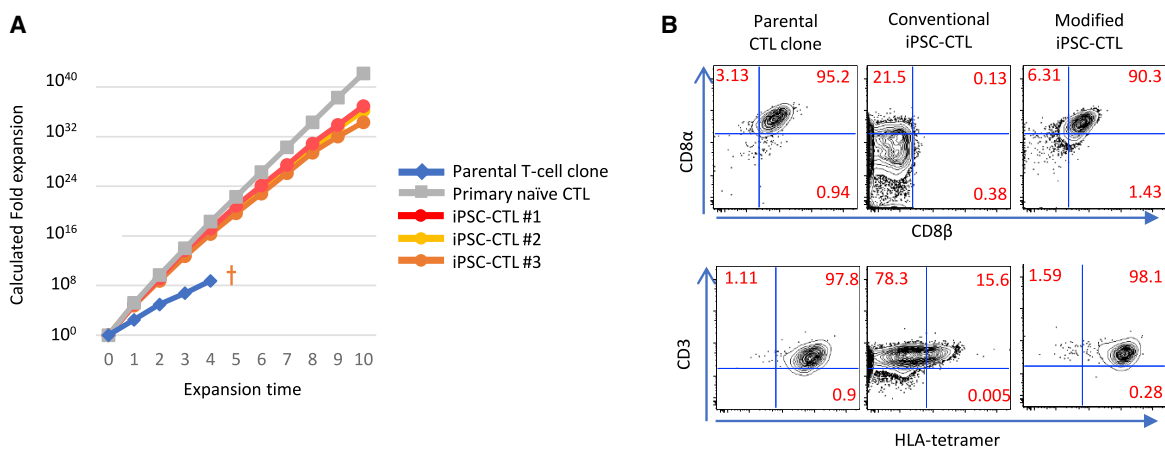 A
Calculated Fold expansion
10^40
10^32
10^24
10^16
10^8
10^0
0 1 2 3 4 5 6 7 8 9 10
Expansion time
†
Parental T-cell clone
Primary naïve CTL
iPSC-CTL #1
iPSC-CTL #2
iPSC-CTL #3
B
Parental
CTL clone
Conventional
iPSC-CTL
Modified
iPSC-CTL
CD8α
3.13 95.2
0.94
21.5 0.13
0.38
6.31 90.3
1.43
CD8β
CD3
1.11 97.8
0.9
78.3 15.6
0.005
1.59 98.1
0.28
HLA-tetramer